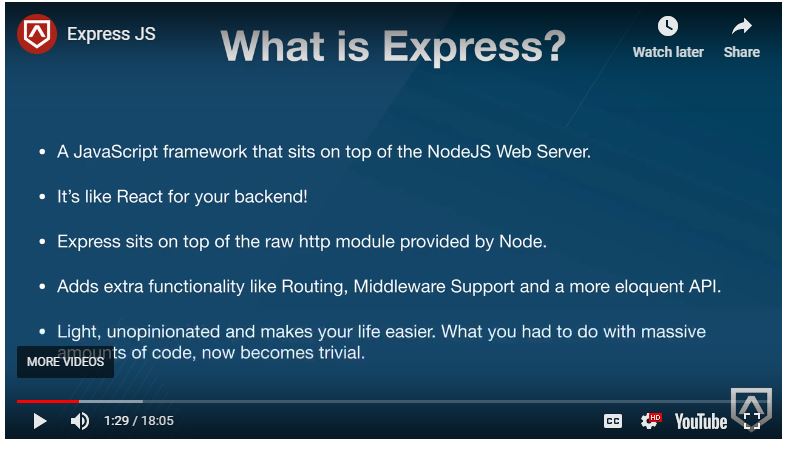 Express JS
What is Express?
Watch later
Share
• A JavaScript framework that sits on top of the NodeJS Web Server.
• It's like React for your backend!
• Express sits on top of the raw http module provided by Node.
• Adds extra functionality like Routing, Middleware Support and a more eloquent API.
• Light, unopinionated and makes your life easier. What you had to do with massive
amounts of code, now becomes trivial.
MORE VIDEOS
1:29 / 18:05
CC
HD
YouTube